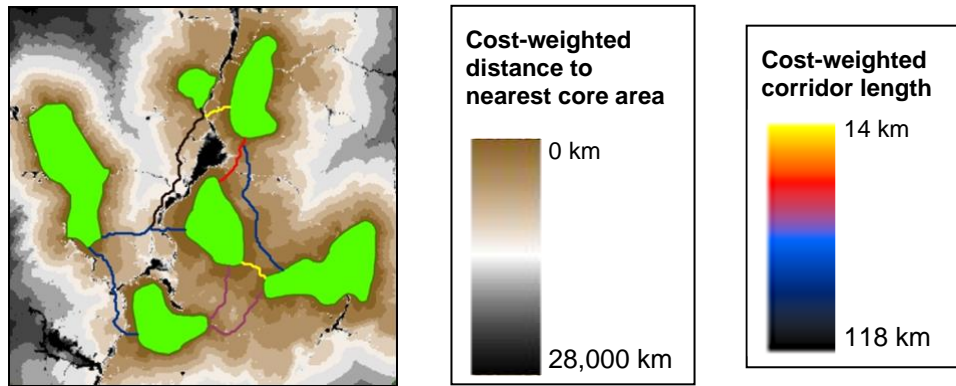 Cost-weighted
distance to
nearest core area
0 km
28,000 km
Cost-weighted
corridor length
14 km
118 km